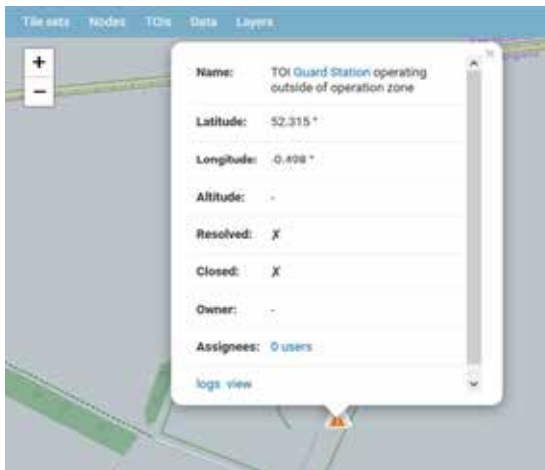 Tile sets Nodes TOIs Data Layers
+
−
Name: TOI Guard Station operating
outside of operation zone
Latitude: 52.315 °
Longitude: -0.498 °
Altitude: -
Resolved: ✗
Closed: ✗
Owner: -
Assignees: 0 users
logs view